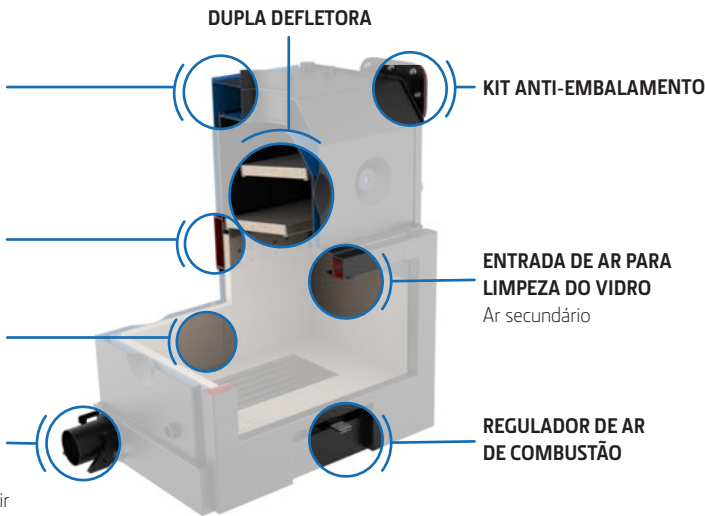 DUPLA DEFLETORA
KIT ANTI-EMBALAMENTO
ENTRADA DE AR PARA
LIMPEZA DO VIDRO
Ar secundário
REGULADOR DE AR
DE COMBUSTÃO
ir